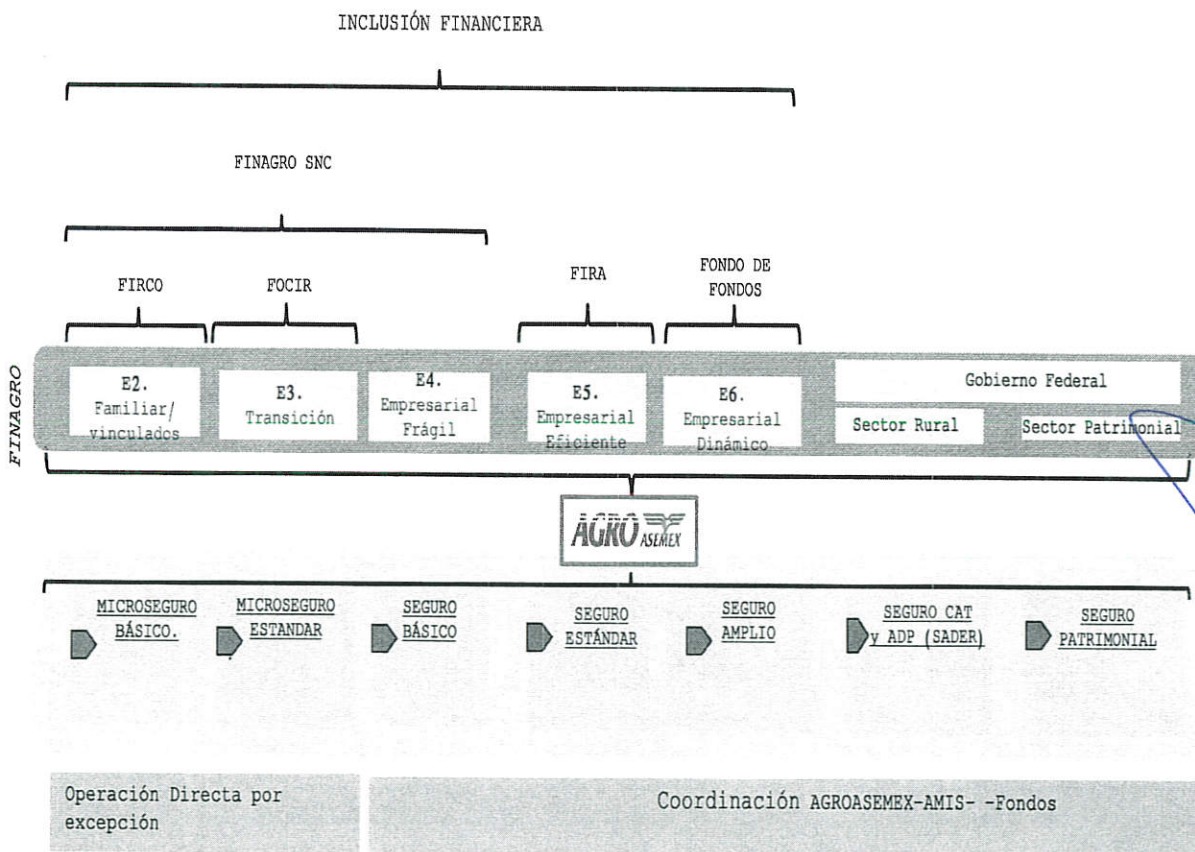 INCLUSIÓN FINANCIERA
FINAGRO SNC
FIRCO
FOCIR
FIRA
FONDO DE
FONDOS
FINAGRO
E2.
Familiar/
vinculados
E3.
Transición
E4.
Empresarial
Frágil
E5.
Empresarial
Eficiente
E6.
Empresarial
Dinámico
Gobierno Federal
Sector Rural
Sector Patrimonial
AGRO ASEMEX
MICROSEGURO
BÁSICO.
MICROSEGURO
ESTANDAR
SEGURO
BÁSICO
SEGURO
ESTÁNDAR
SEGURO
AMPLIO
SEGURO CAT
y ADP (SADER)
SEGURO
PATRIMONIAL
Operación Directa por
excepción
Coordinación AGROASEMEX-AMIS- -Fondos